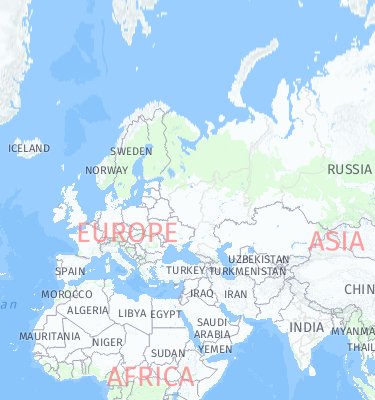 ICELAND
SWEDEN
NORWAY
RUSSIA
EUROPE
ASIA
UZBEKISTAN
SPAIN
TURKEY
TURKMENISTAN
MOROCCO
IRAQ
IRAN
CHIN
ALGERIA
LIBYA
EGYPT
SAUDI
ARABIA
INDIA
MYANMA
MAURITANIA
NIGER
SUDAN
YEMEN
THAIL
AFRICA